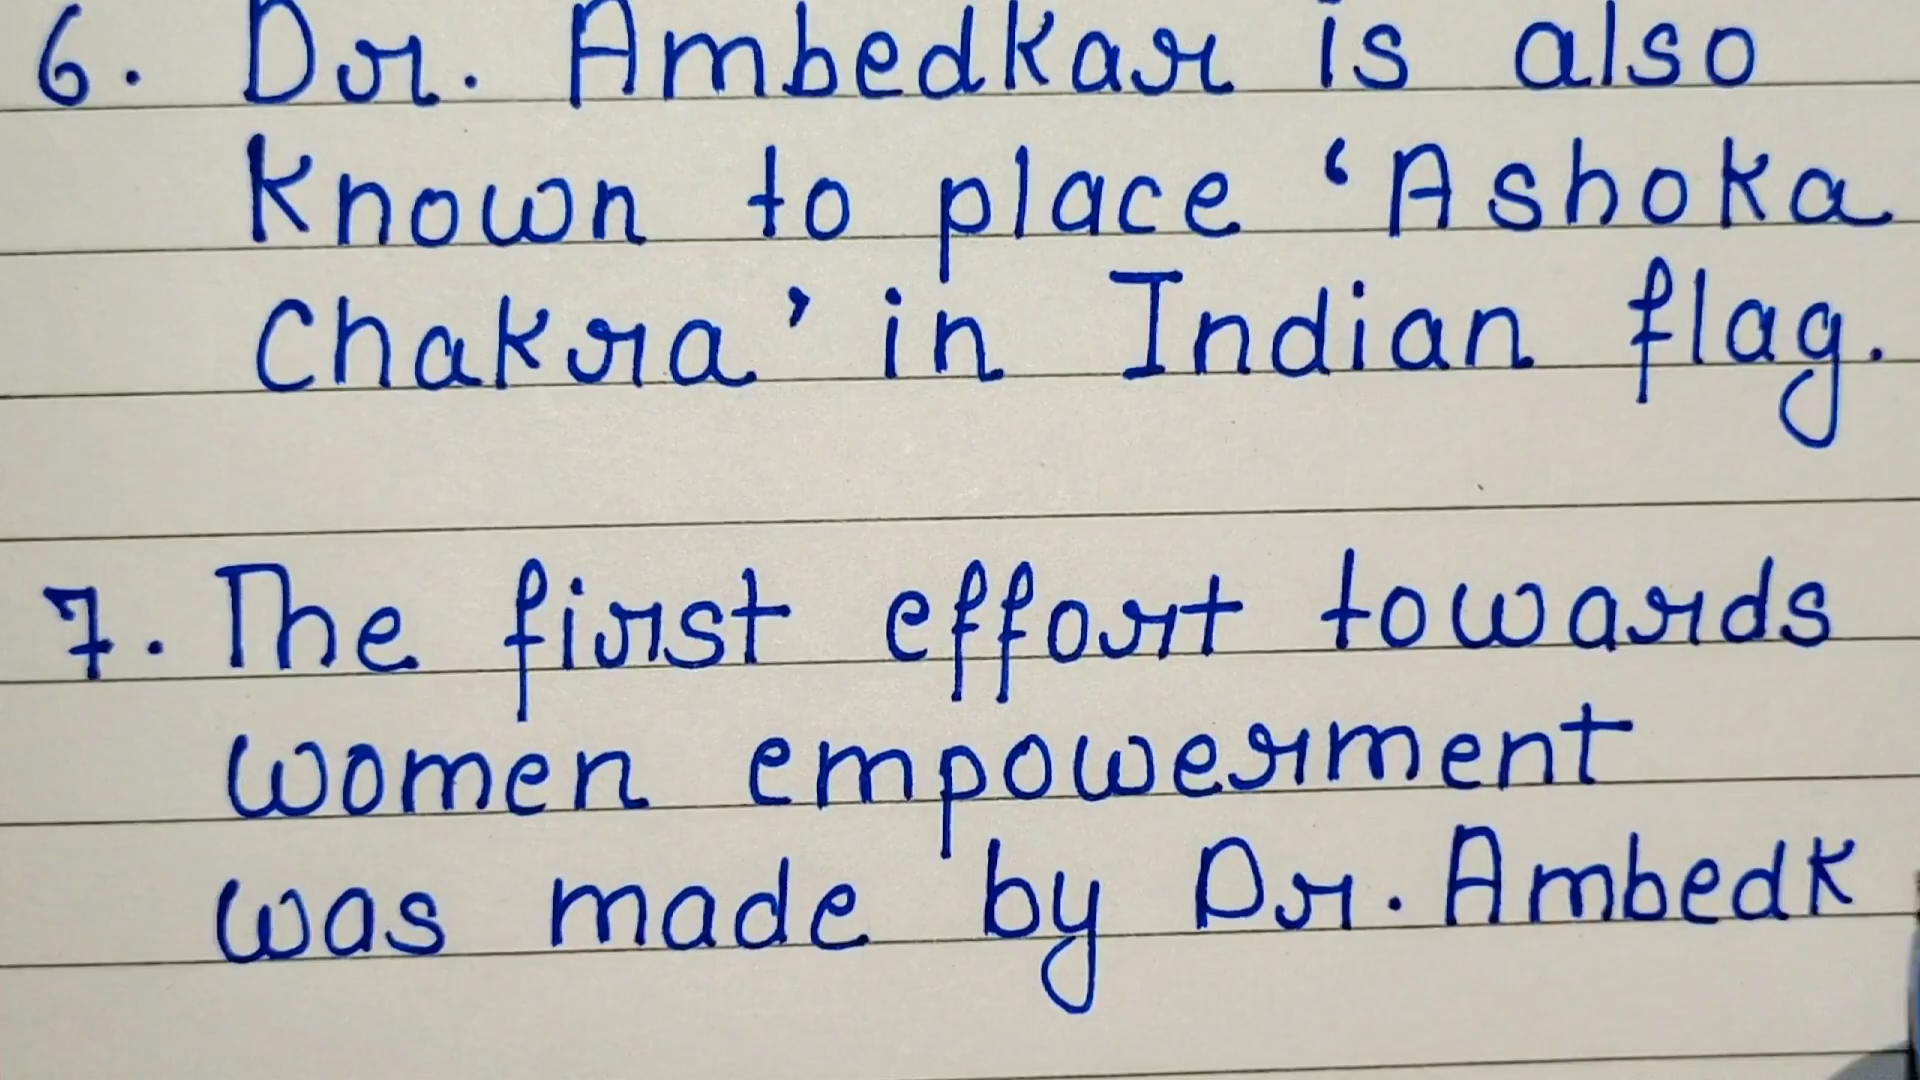 6. Dr. Ambedkar is also
known to place ‘Ashoka
Chakra’ in Indian flag.
7. The first effort towards
women empowerment
was made by Dr. Ambedk